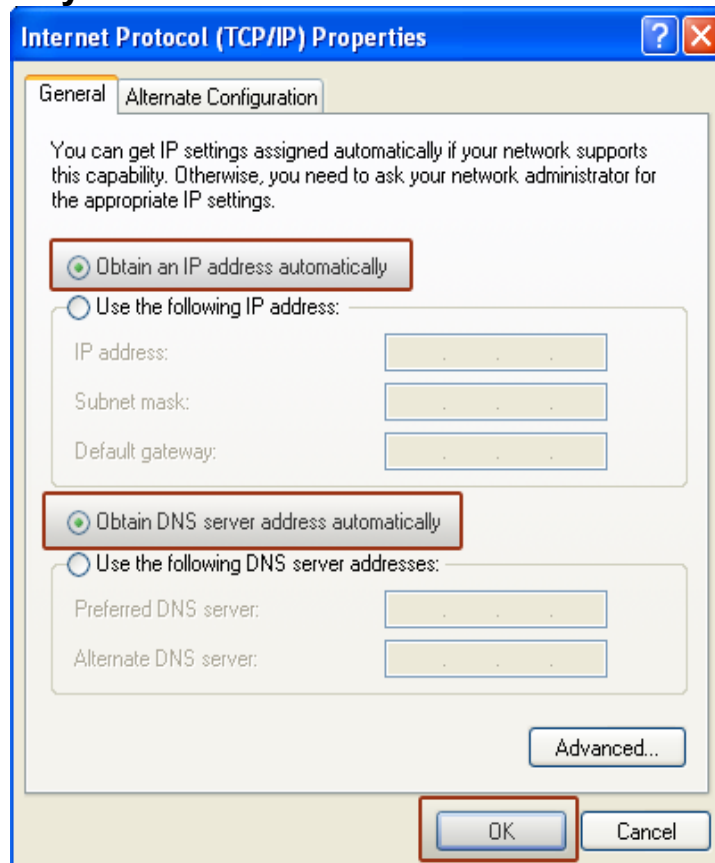 Internet Protocol (TCP/IP) Properties
General
Alternate Configuration
You can get IP settings assigned automatically if your network supports
this capability. Otherwise, you need to ask your network administrator for
the appropriate IP settings.
Obtain an IP address automatically
Use the following IP address:
IP address:
Subnet mask:
Default gateway:
Obtain DNS server address automatically
Use the following DNS server addresses:
Preferred DNS server:
Alternate DNS server:
Advanced...
OK
Cancel